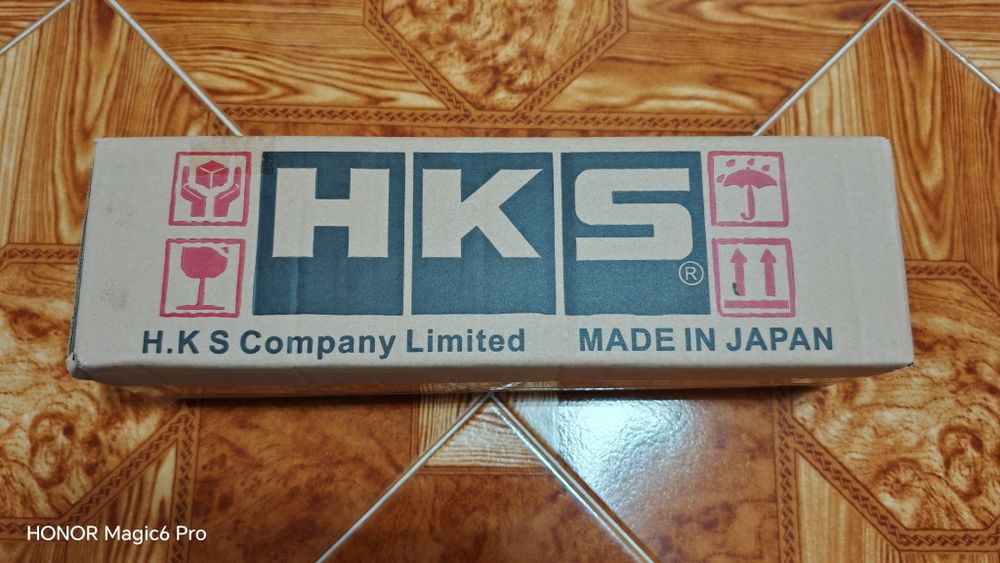 HKS®
H.K S Company Limited MADE IN JAPAN
HONOR Magic6 Pro